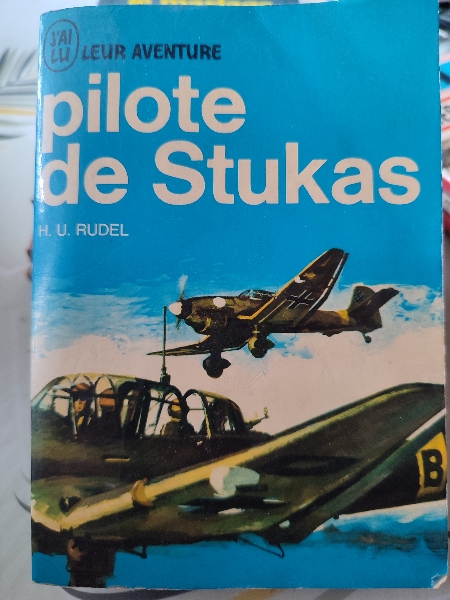 J'AI
LU
LEUR AVENTURE
pilote
de Stukas
H. U. RUDEL
B